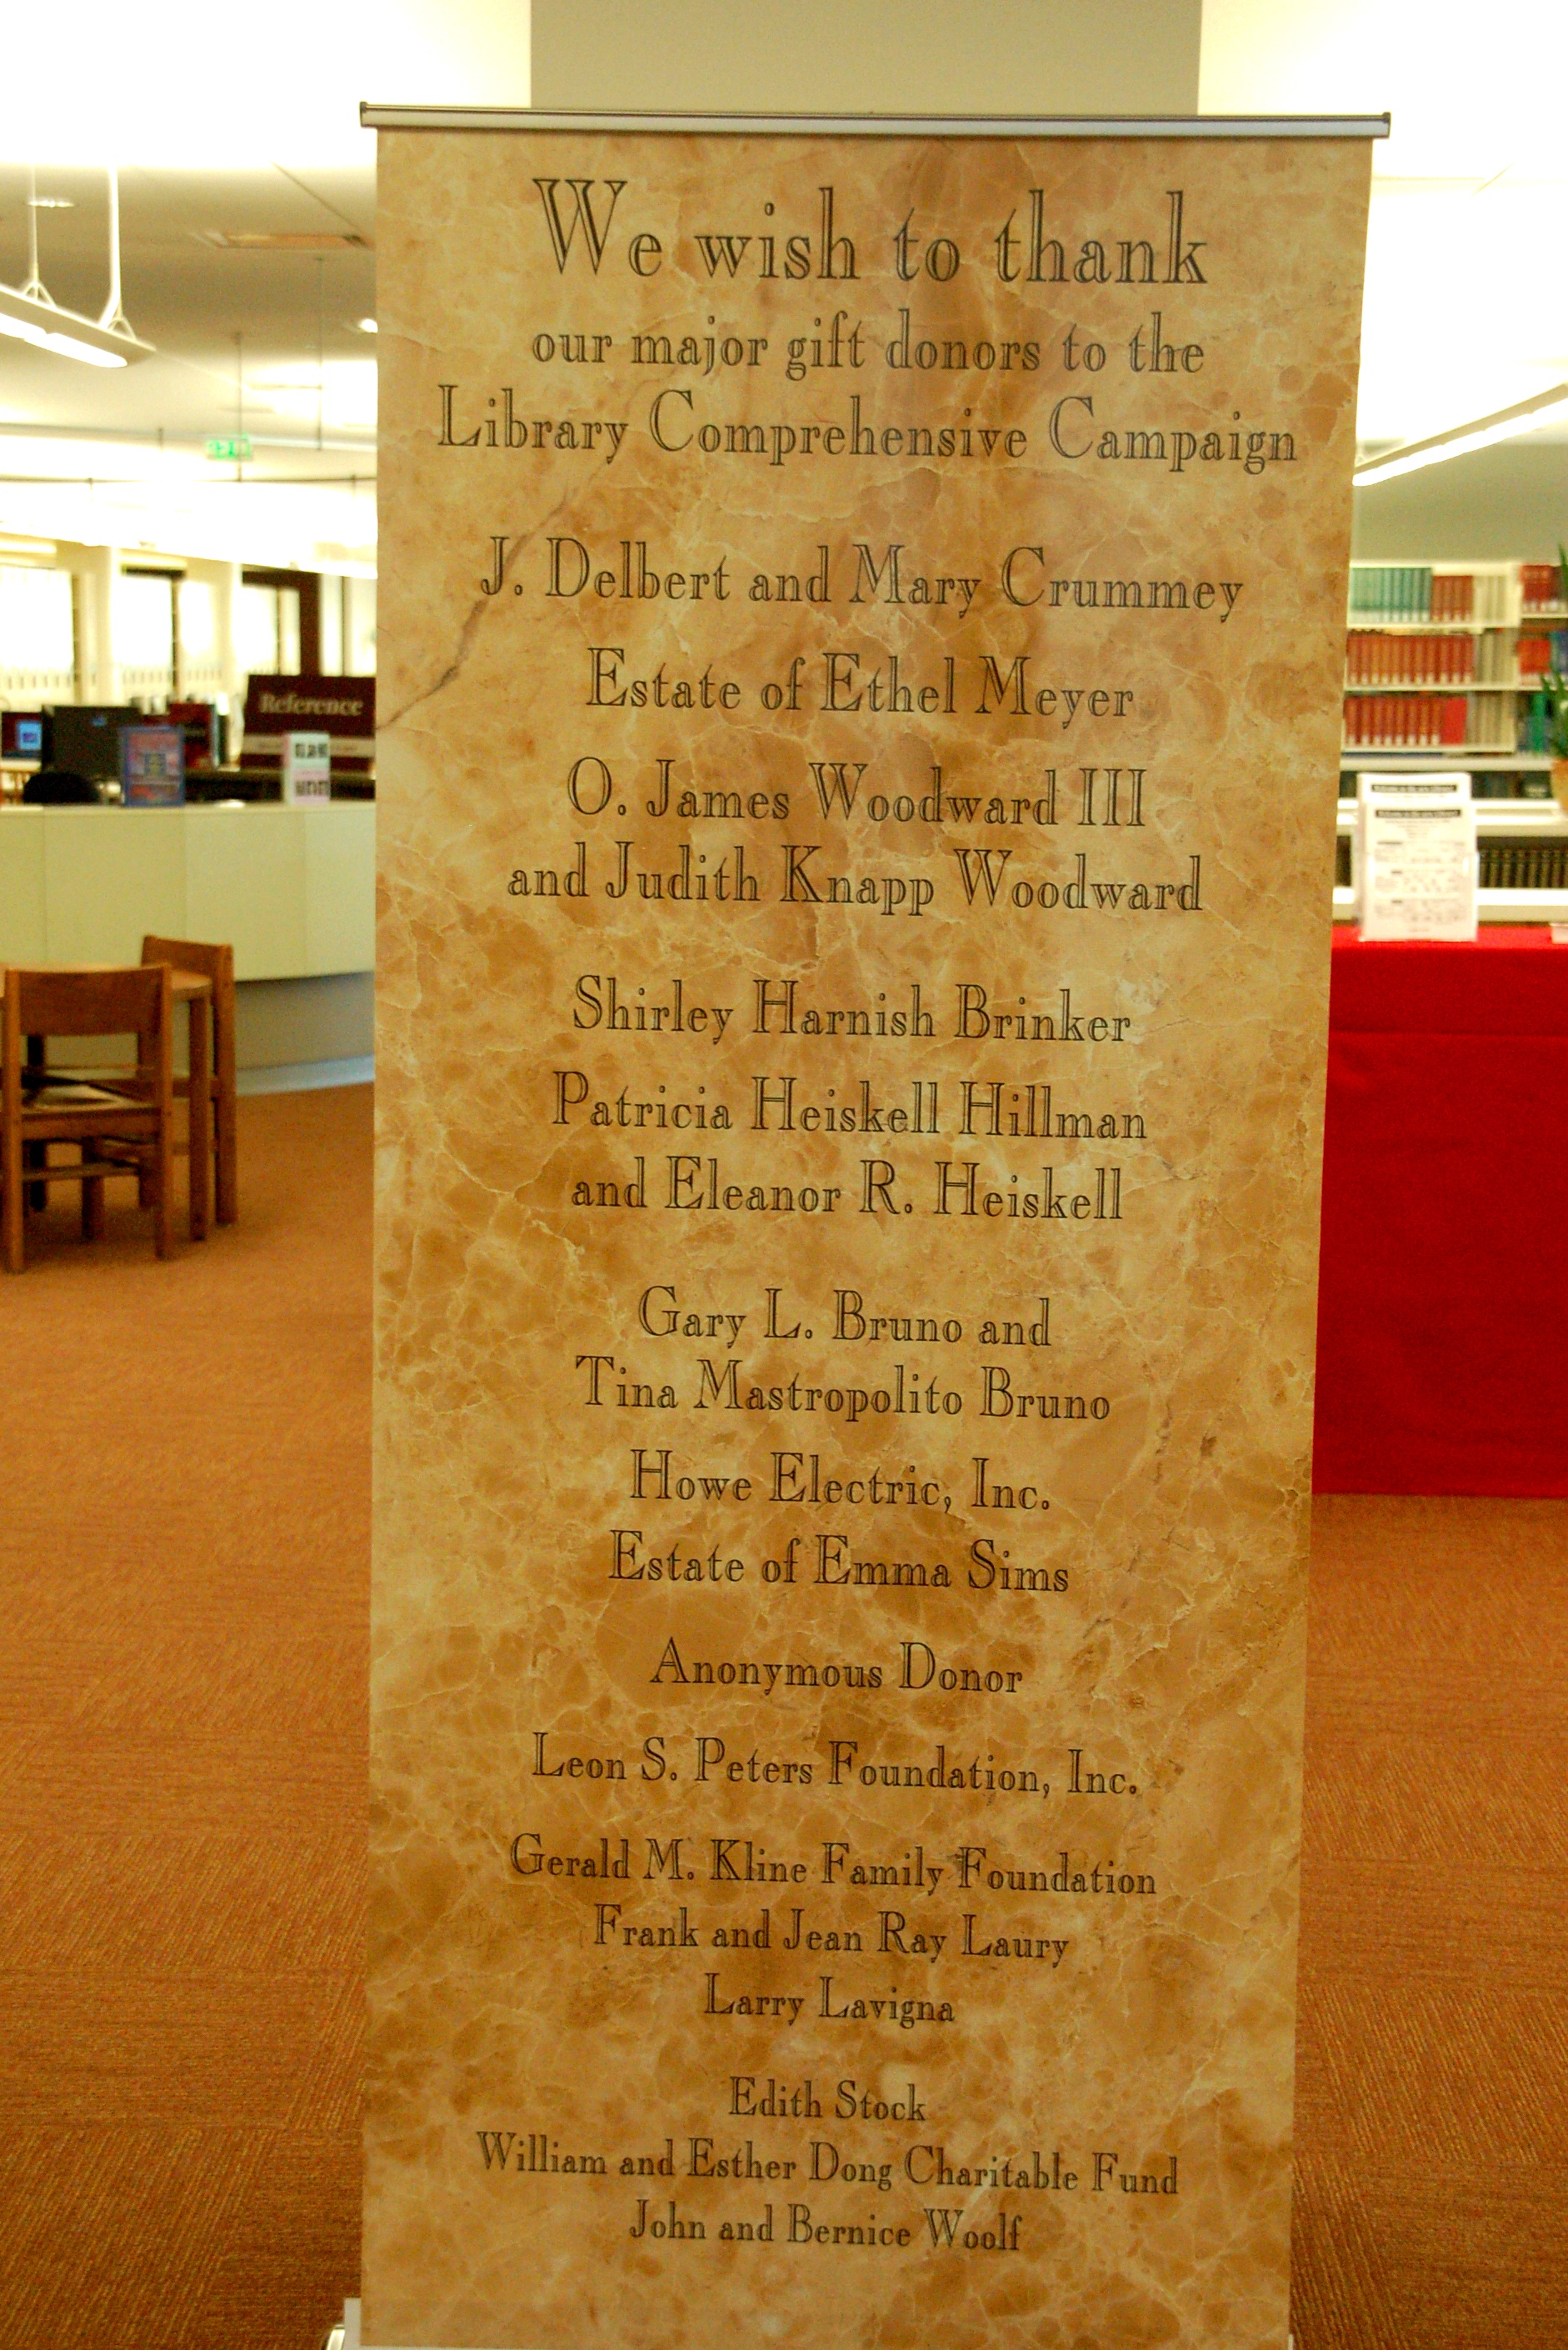 We wish to thank
our major gift donors to the
Library Comprehensive Campaign
J. Delbert and Mary Crummey
Estate of Ethel Meyer
O. James Woodward III
and Judith Knapp Woodward
Shirley Harnish Brinker
Patricia Heiskell Hillman
and Eleanor R. Heiskell
Gary L. Bruno and
Tina Mastropolito Bruno
Howe Electric, Inc.
Estate of Emma Sims
Anonymous Donor
Leon S. Peters Foundation, Inc.
Gerald M. Kline Family Foundation
Frank and Jean Ray Laury
Larry Lavigna
Edith Stock
William and Esther Dong Charitable Fund
John and Bernice Woolf
Reference